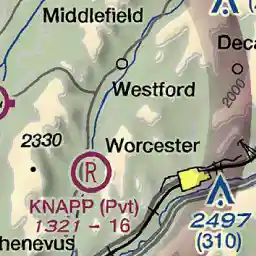 Middlefield
Deca
Westford
2000
2330
Worcester
R
KNAPP (Pvt)
1321 - 16
henevus
2497
(310)